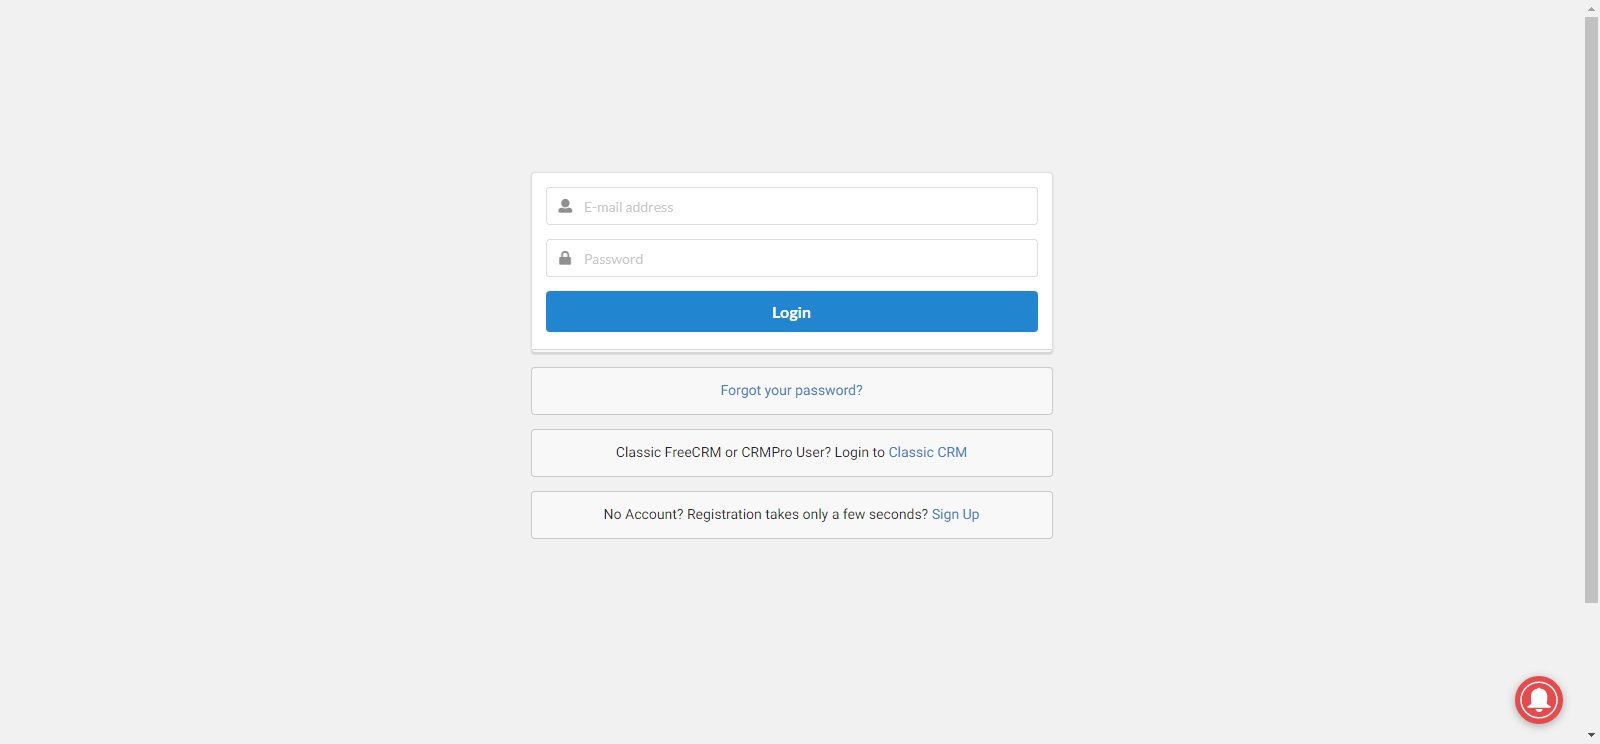 E-mail address
Password
Login
Forgot your password?
Classic FreeCRM or CRMPro User? Login to Classic CRM
No Account? Registration takes only a few seconds? Sign Up